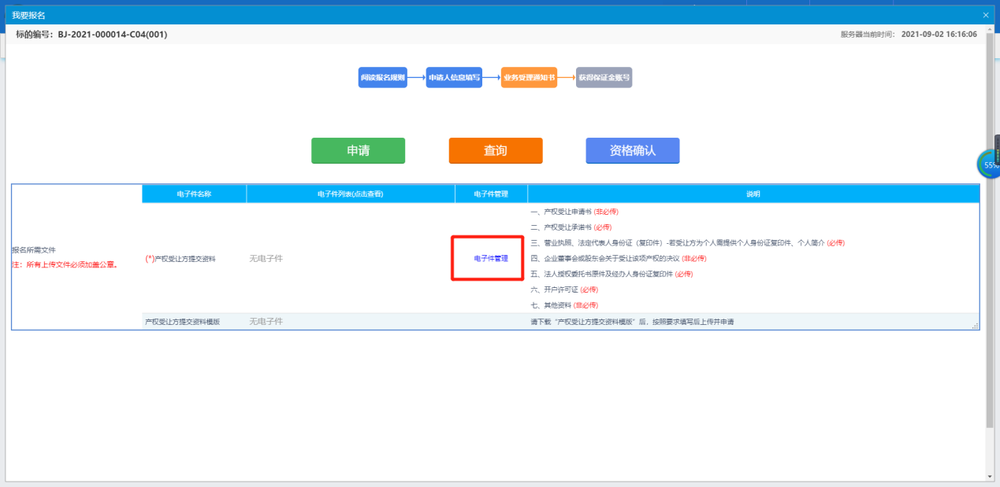 我要报名
标的编号：BJ-2021-000014-C04(001)
服务器当前时间： 2021-09-02 16:16:06
阅读报名规则
申请人信息填写
业务受理通知书
获得保证金账号
申请
查询
资格确认
电子件名称
电子件列表(点击查看)
电子件管理
说明
报名所需文件
注：所有上传文件必须加盖公章。
(*)产权受让方提交资料
无电子件
电子件管理
一、产权受让申请书 (非必传)
二、产权受让承诺书 (必传)
三、营业执照、法定代表人身份证（复印件）-若受让方为个人需提供个人身份证复印件、个人简介 (必传)
四、企业董事会或股东会关于受让该项产权的决议 (非必传)
五、法人授权委托书原件及经办人身份证复印件 (必传)
六、开户许可证 (必传)
七、其他资料 (非必传)
产权受让方提交资料模版
无电子件
请下载“产权受让方提交资料模版”后，按照要求填写后上传并申请
55%